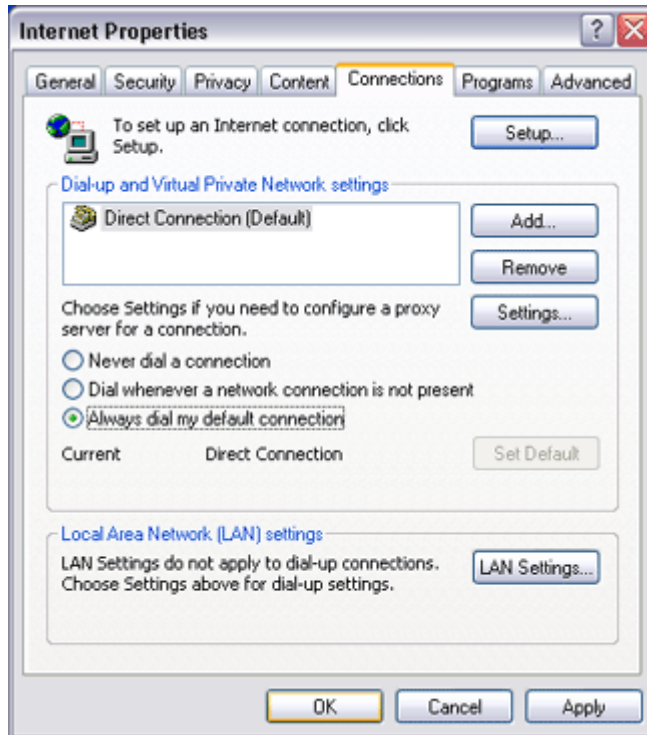 Internet Properties
General Security Privacy Content Connections Programs Advanced
To set up an Internet connection, click
Setup.
Setup...
Dial-up and Virtual Private Network settings
Direct Connection (Default)
Add...
Remove
Choose Settings if you need to configure a proxy
server for a connection.
Settings...
Never dial a connection
Dial whenever a network connection is not present
Always dial my default connection
Current Direct Connection Set Default
Local Area Network (LAN) settings
LAN Settings do not apply to dial-up connections.
Choose Settings above for dial-up settings.
LAN Settings...
OK Cancel Apply